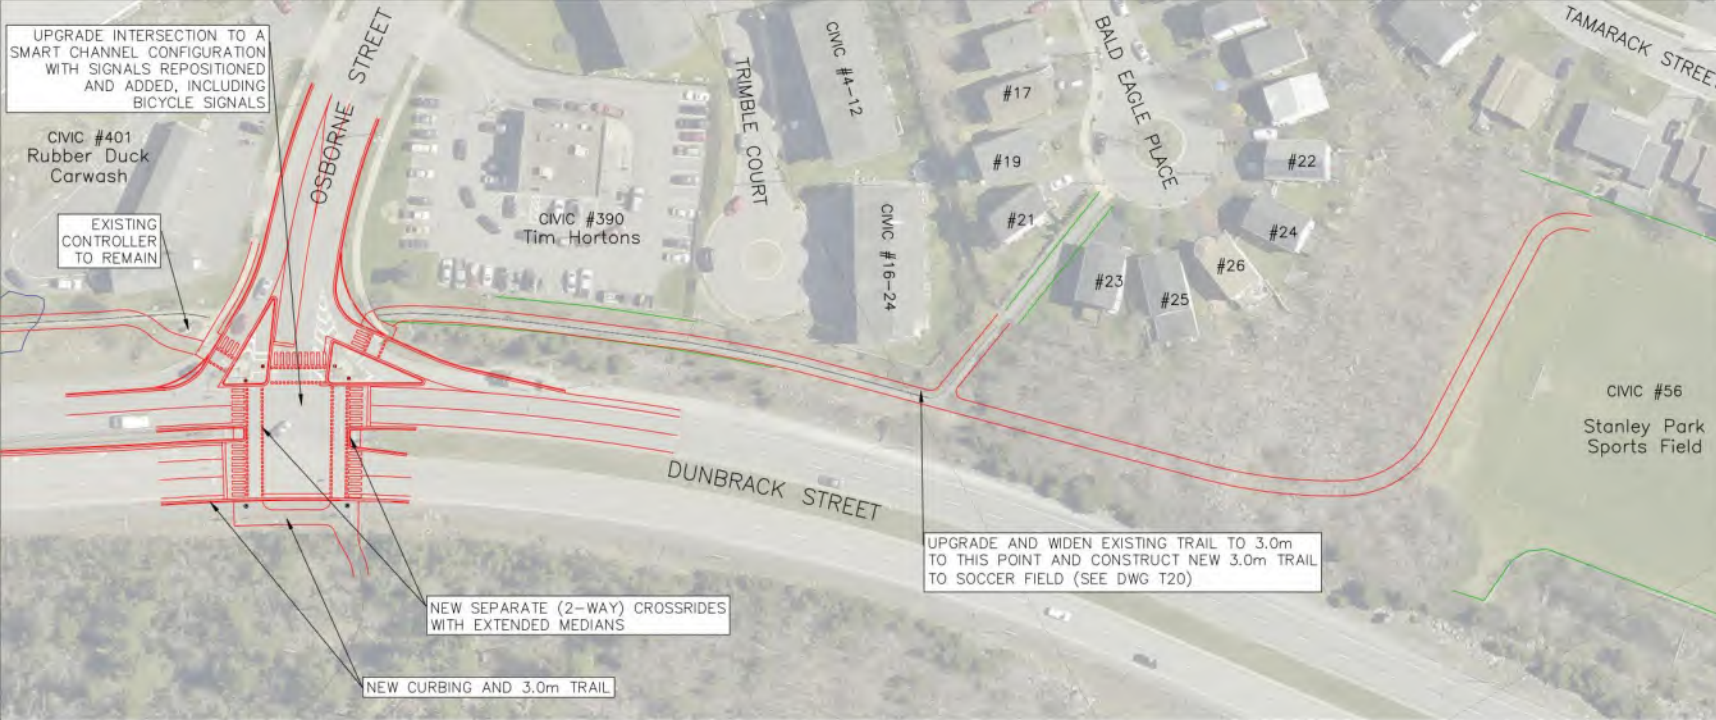 UPGRADE INTERSECTION TO A
SMART CHANNEL CONFIGURATION
WITH SIGNALS REPOSITIONED
AND ADDED, INCLUDING
BICYCLE SIGNALS
OSBORNE STREET
CIVIC #401
Rubber Duck
Carwash
EXISTING
CONTROLLER
TO REMAIN
CIVIC #390
Tim Hortons
TRIMBLE COURT
CIVIC #4-12
CIVIC #16-24
BALD EAGLE PLACE
#17
#19
#21
#22
#23
#24
#25
#26
TAMARACK STREET
CIVIC #56
Stanley Park
Sports Field
DUNBRACK STREET
UPGRADE AND WIDEN EXISTING TRAIL TO 3.0m
TO THIS POINT AND CONSTRUCT NEW 3.0m TRAIL
TO SOCCER FIELD (SEE DWG T20)
NEW SEPARATE (2-WAY) CROSSRIDES
WITH EXTENDED MEDIANS
NEW CURBING AND 3.0m TRAIL